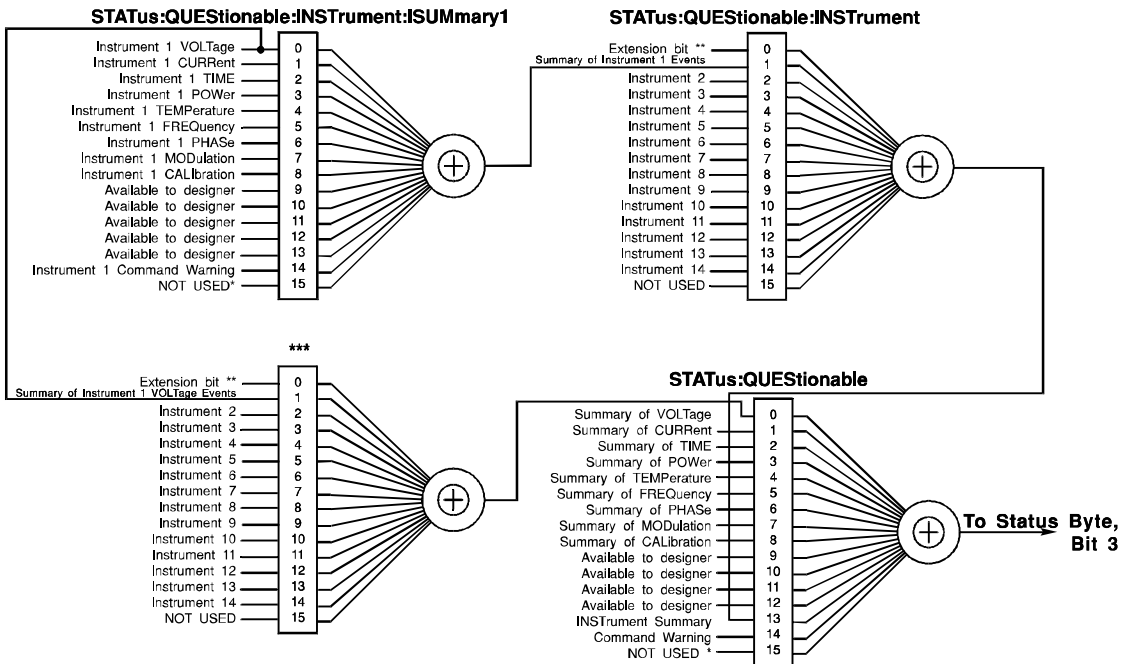 STATus:QUEStionable:INSTrument:ISUMmary1
Instrument 1 VOLTage 0
Instrument 1 CURRent 1
Instrument 1 TIME 2
Instrument 1 POWer 3
Instrument 1 TEMPerature 4
Instrument 1 FREQuency 5
Instrument 1 PHASe 6
Instrument 1 MODulation 7
Instrument 1 CALIbration 8
Available to designer 9
Available to designer 10
Available to designer 11
Available to designer 12
Available to designer 13
Instrument 1 Command Warning 14
NOT USED* 15
STATus:QUEStionable:INSTrument
Extension bit ** 0
Summary of Instrument 1 Events 1
Instrument 2 2
Instrument 3 3
Instrument 4 4
Instrument 5 5
Instrument 6 6
Instrument 7 7
Instrument 8 8
Instrument 9 9
Instrument 10 10
Instrument 11 11
Instrument 12 12
Instrument 13 13
Instrument 14 14
NOT USED 15
***
Extension bit ** 0
Summary of Instrument 1 VOLTage Events 1
Instrument 2 2
Instrument 3 3
Instrument 4 4
Instrument 5 5
Instrument 6 6
Instrument 7 7
Instrument 8 8
Instrument 9 9
Instrument 10 10
Instrument 11 11
Instrument 12 12
Instrument 13 13
Instrument 14 14
NOT USED 15
STATus:QUEStionable
Summary of VOLTage 0
Summary of CURRent 1
Summary of TIME 2
Summary of POWer 3
Summary of TEMPerature 4
Summary of FREQuency 5
Summary of PHASe 6
Summary of MODulation 7
Summary of CALibration 8
Available to designer 9
Available to designer 10
Available to designer 11
Available to designer 12
INSTrument Summary 13
Command Warning 14
NOT USED * 15
To Status Byte,
Bit 3